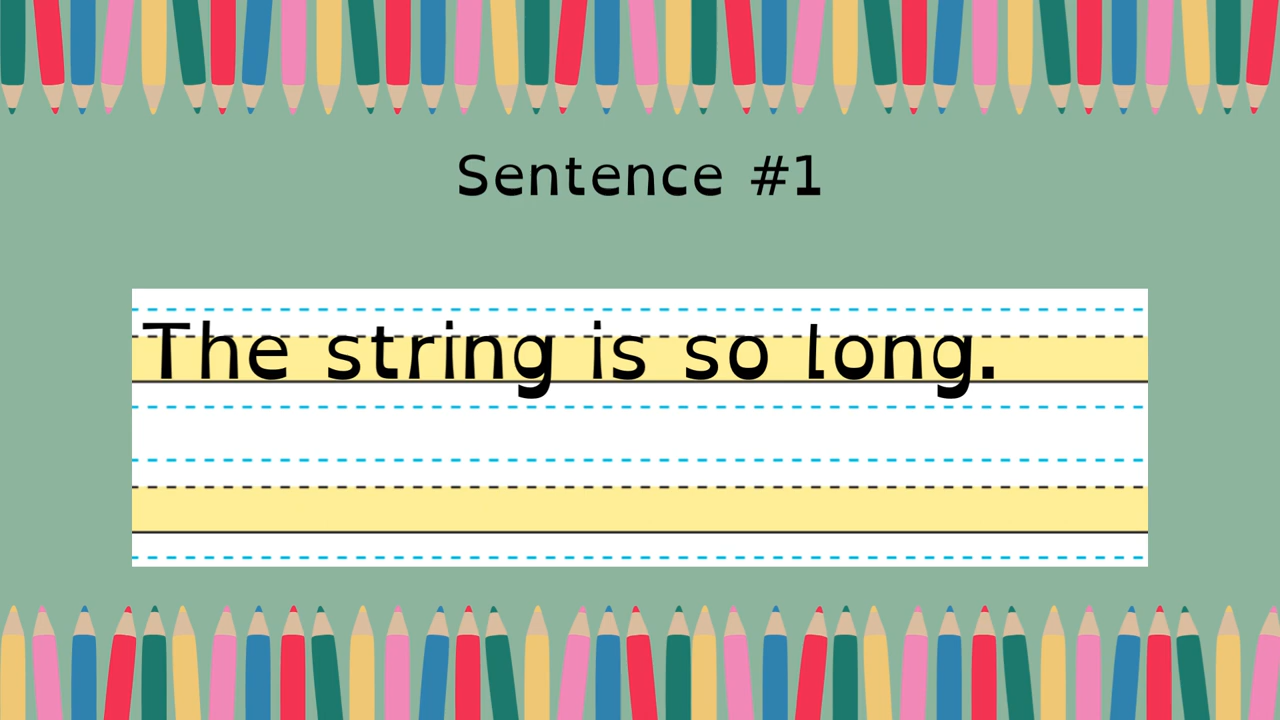 Sentence #1
The string is so long.